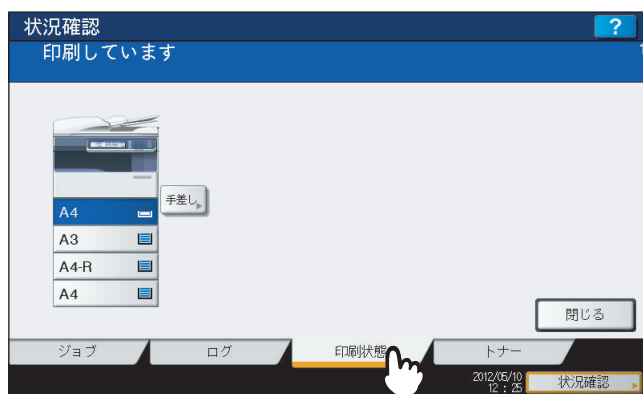 状況確認
?
印刷しています
1
手差し
A4
A3
A4-R
A4
閉じる
ジョブ
ログ
印刷状態
トナー
2012/05/10
12 : 25
状況確認